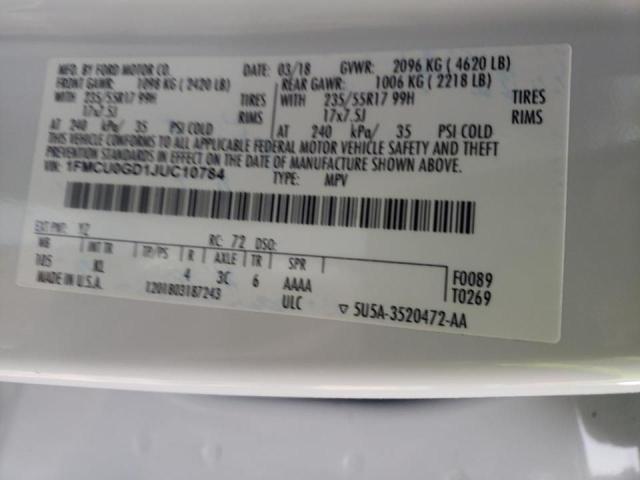 MFD. BY FORD MOTOR CO. DATE: 03/18 GVWR: 2096 KG ( 4620 LB)
FRONT GAWR: 1098 KG ( 2420 LB) REAR GAWR: 1006 KG ( 2218 LB)
WITH 235/55R17 99H TIRES WITH 235/55R17 99H TIRES
17x7.5J RIMS 17x7.5J RIMS
AT 240 kPa/ 35 PSI COLD AT 240 kPa/ 35 PSI COLD
THIS VEHICLE CONFORMS TO ALL APPLICABLE FEDERAL MOTOR VEHICLE SAFETY AND THEFT
PREVENTION STANDARDS IN EFFECT ON THE DATE OF MANUFACTURE SHOWN ABOVE.
VIN: 1FMCU0GD1JUC10784 TYPE: MPV
EXT PNT: YZ RC: 72 DSO:
WB INT TR TP/PS R AXLE TR SPR
105 KL 4 3C 6 AAAA
F0089
MADE IN U.S.A. 1201803187243 ULC
T0269
▽ 5U5A-3520472-AA